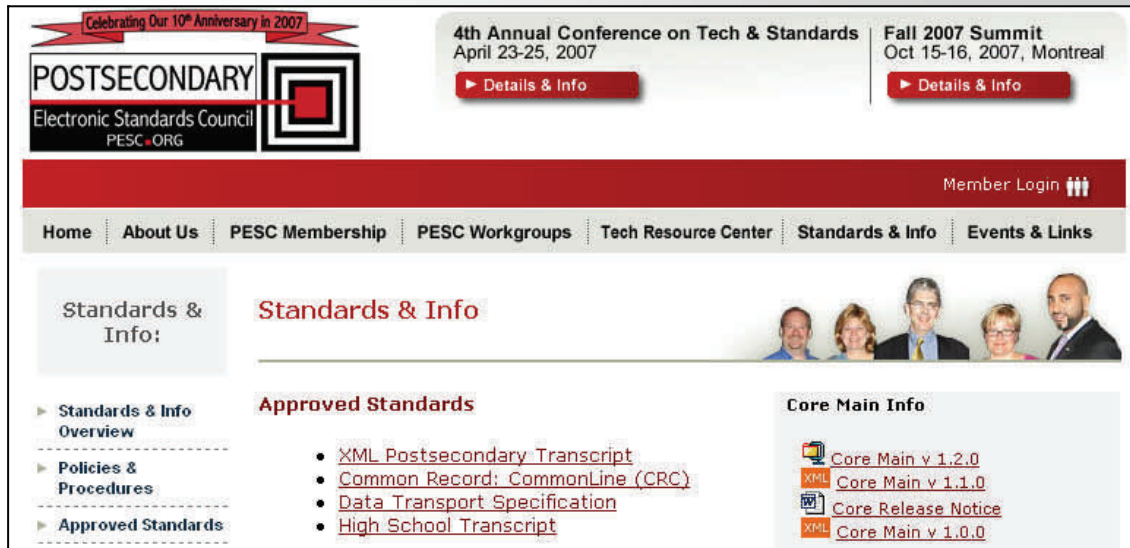 Celebrating Our 10th Anniversary in 2007
POSTSECONDARY
Electronic Standards Council
PESC.ORG
4th Annual Conference on Tech & Standards
April 23-25, 2007
Details & Info
Fall 2007 Summit
Oct 15-16, 2007, Montreal
Details & Info
Member Login
Home
About Us
PESC Membership
PESC Workgroups
Tech Resource Center
Standards & Info
Events & Links
Standards &
Info:
Standards & Info
Overview
Policies &
Procedures
Approved Standards
Standards & Info
Approved Standards
XML Postsecondary Transcript
Common Record: CommonLine (CRC)
Data Transport Specification
High School Transcript
Core Main Info
Core Main v 1.2.0
XML Core Main v 1.1.0
W Core Release Notice
XML Core Main v 1.0.0